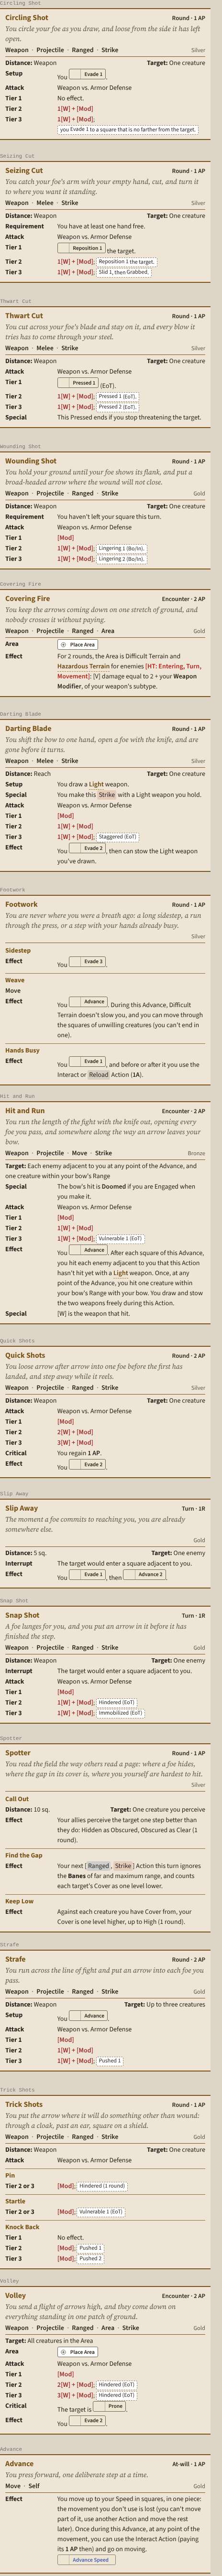 Circling Shot
Circling Shot Round · 1 AP
You circle your foe as you draw, and loose from the side he left
open.
Weapon · Projectile · Ranged · Strike Silver
Distance: Weapon Target: One creature
Setup You Evade 1
Attack Weapon vs. Armor Defense
Tier 1 No effect.
Tier 2 1[W] + [Mod]
Tier 3 1[W] + [Mod];
you Evade 1 to a square that is no farther from the target.
Seizing Cut
Seizing Cut Round · 1 AP
You catch your foe's arm with your empty hand, cut, and turn it
to where you want it standing.
Weapon · Melee · Strike Silver
Distance: Weapon Target: One creature
Requirement You have at least one hand free.
Attack Weapon vs. Armor Defense
Tier 1 Reposition 1 the target.
Tier 2 1[W] + [Mod]; Reposition 1 the target.
Tier 3 1[W] + [Mod]; Slid 1, then Grabbed.
Thwart Cut
Thwart Cut Round · 1 AP
You cut across your foe's blade and stay on it, and every blow it
tries has to come through your steel.
Weapon · Melee · Strike Silver
Distance: Weapon Target: One creature
Attack Weapon vs. Armor Defense
Tier 1 Pressed 1 (EoT).
Tier 2 1[W] + [Mod]; Pressed 1 (EoT).
Tier 3 1[W] + [Mod]; Pressed 2 (EoT).
Special This Pressed ends if you stop threatening the target.
Wounding Shot
Wounding Shot Round · 1 AP
You hold your ground until your foe shows its flank, and put a
broad-headed arrow where the wound will not close.
Weapon · Projectile · Ranged · Strike Gold
Distance: Weapon Target: One creature
Requirement You haven't left your square this turn.
Attack Weapon vs. Armor Defense
Tier 1 [Mod]
Tier 2 1[W] + [Mod]; Lingering 1 (Bo/In).
Tier 3 1[W] + [Mod]; Lingering 2 (Bo/In).
Covering Fire
Covering Fire Encounter · 2 AP
You keep the arrows coming down on one stretch of ground, and
nobody crosses it without paying.
Weapon · Projectile · Ranged · Area Gold
Area Place Area
Effect For 2 rounds, the Area is Difficult Terrain and
Hazardous Terrain for enemies [HT: Entering, Turn,
Movement]: [V] damage equal to 2 + your Weapon
Modifier, of your weapon's subtype.
Darting Blade
Darting Blade Round · 1 AP
You shift the bow to one hand, open a foe with the knife, and are
gone before it turns.
Weapon · Melee · Strike Silver
Distance: Reach Target: One creature
Setup You draw a Light weapon.
Special You make this Strike with a Light weapon you hold.
Attack Weapon vs. Armor Defense
Tier 1 [Mod]
Tier 2 1[W] + [Mod]
Tier 3 1[W] + [Mod]; Staggered (EoT)
Effect You Evade 2, then can stow the Light weapon
you've drawn.
Footwork
Footwork Round · 1 AP
You are never where you were a breath ago: a long sidestep, a run
through the press, or a step with your hands already busy.
Silver
Sidestep
Effect You Evade 3.
Weave
Move
Effect You Advance. During this Advance, Difficult
Terrain doesn't slow you, and you can move through
the squares of unwilling creatures (you can't end in
one).
Hands Busy
Effect You Evade 1, and before or after it you use the
Interact or Reload Action (1A).
Hit and Run
Hit and Run Encounter · 2 AP
You run the length of the fight with the knife out, opening every
foe you pass, and somewhere along the way an arrow leaves your
bow.
Weapon · Projectile · Move · Strike Bronze
Target: Each enemy adjacent to you at any point of the Advance, and
one creature within your bow's Range
Special The bow's hit is Doomed if you are Engaged when
you make it.
Attack Weapon vs. Armor Defense
Tier 1 [Mod]
Tier 2 1[W] + [Mod]
Tier 3 1[W] + [Mod]; Vulnerable 1 (EoT)
Effect You Advance. After each square of this Advance,
you hit each enemy adjacent to you that this Action
hasn't hit yet with a Light weapon. Once, at any
point of the Advance, you hit one creature within
your bow's Range with your Bow. You draw and stow
the two weapons freely during this Action.
Special [W] is the weapon that hit.
Quick Shots
Quick Shots Round · 2 AP
You loose arrow after arrow into one foe before the first has
landed, and step away while it reels.
Weapon · Projectile · Ranged · Strike Silver
Distance: Weapon Target: One creature
Attack Weapon vs. Armor Defense
Tier 1 [Mod]
Tier 2 2[W] + [Mod]
Tier 3 3[W] + [Mod]
Critical You regain 1 AP.
Effect You Evade 2.
Slip Away
Slip Away Turn · 1R
The moment a foe commits to reaching you, you are already
somewhere else.
Gold
Distance: 5 sq. Target: One enemy
Interrupt The target would enter a square adjacent to you.
Effect You Evade 1, then Advance 2.
Snap Shot
Snap Shot Turn · 1R
A foe lunges for you, and you put an arrow in it before it has
finished the step.
Weapon · Projectile · Ranged · Strike Gold
Distance: Weapon Target: One enemy
Interrupt The target would enter a square adjacent to you.
Attack Weapon vs. Armor Defense
Tier 1 [Mod]
Tier 2 1[W] + [Mod]; Hindered (EoT)
Tier 3 1[W] + [Mod]; Immobilized (EoT)
Spotter
Spotter Round · 1 AP
You read the field the way others read a page: where a foe hides,
where the gap in its cover is, where you yourself are hardest to hit.
Silver
Call Out
Distance: 10 sq. Target: One creature you perceive
Effect Your allies perceive the target one step better than
they do: Hidden as Obscured, Obscured as Clear (1
round).
Find the Gap
Effect Your next [Ranged, Strike] Action this turn ignores
the Banes of far and maximum range, and counts
each target's Cover as one level lower.
Keep Low
Effect Against each creature you have Cover from, your
Cover is one level higher, up to High (1 round).
Strafe
Strafe Round · 2 AP
You run across the line of fight and put an arrow into each foe you
pass.
Weapon · Projectile · Ranged · Strike Gold
Distance: Weapon Target: Up to three creatures
Setup You Advance
Attack Weapon vs. Armor Defense
Tier 1 [Mod]
Tier 2 1[W] + [Mod]
Tier 3 1[W] + [Mod]; Pushed 1
Trick Shots
Trick Shots Round · 1 AP
You put the arrow where it will do something other than wound:
through a cloak, past an ear, square on a shield.
Weapon · Projectile · Ranged · Strike Gold
Distance: Weapon Target: One creature
Attack Weapon vs. Armor Defense
Pin
Tier 2 or 3 [Mod]; Hindered (1 round)
Startle
Tier 2 or 3 [Mod]; Vulnerable 1 (EoT)
Knock Back
Tier 1 No effect.
Tier 2 [Mod]; Pushed 1
Tier 3 [Mod]; Pushed 2
Volley
Volley Encounter · 2 AP
You send a flight of arrows high, and they come down on
everything standing in one patch of ground.
Weapon · Projectile · Ranged · Area · Strike Gold
Target: All creatures in the Area
Area Place Area
Attack Weapon vs. Armor Defense
Tier 1 [Mod]
Tier 2 2[W] + [Mod]; Hindered (EoT)
Tier 3 3[W] + [Mod]; Hindered (EoT)
Critical The target is Prone.
Effect You Evade 2.
Advance
Advance At-will · 1 AP
You press forward, one deliberate step at a time.
Move · Self Gold
Effect You move up to your Speed in squares, in one piece:
the movement you don't use is lost (you can't move
part of it, use another Action and move the rest
later). Once during this Action, at any point of the
movement, you can use the Interact Action (paying
its 1 AP then) and go on moving.
Advance Speed